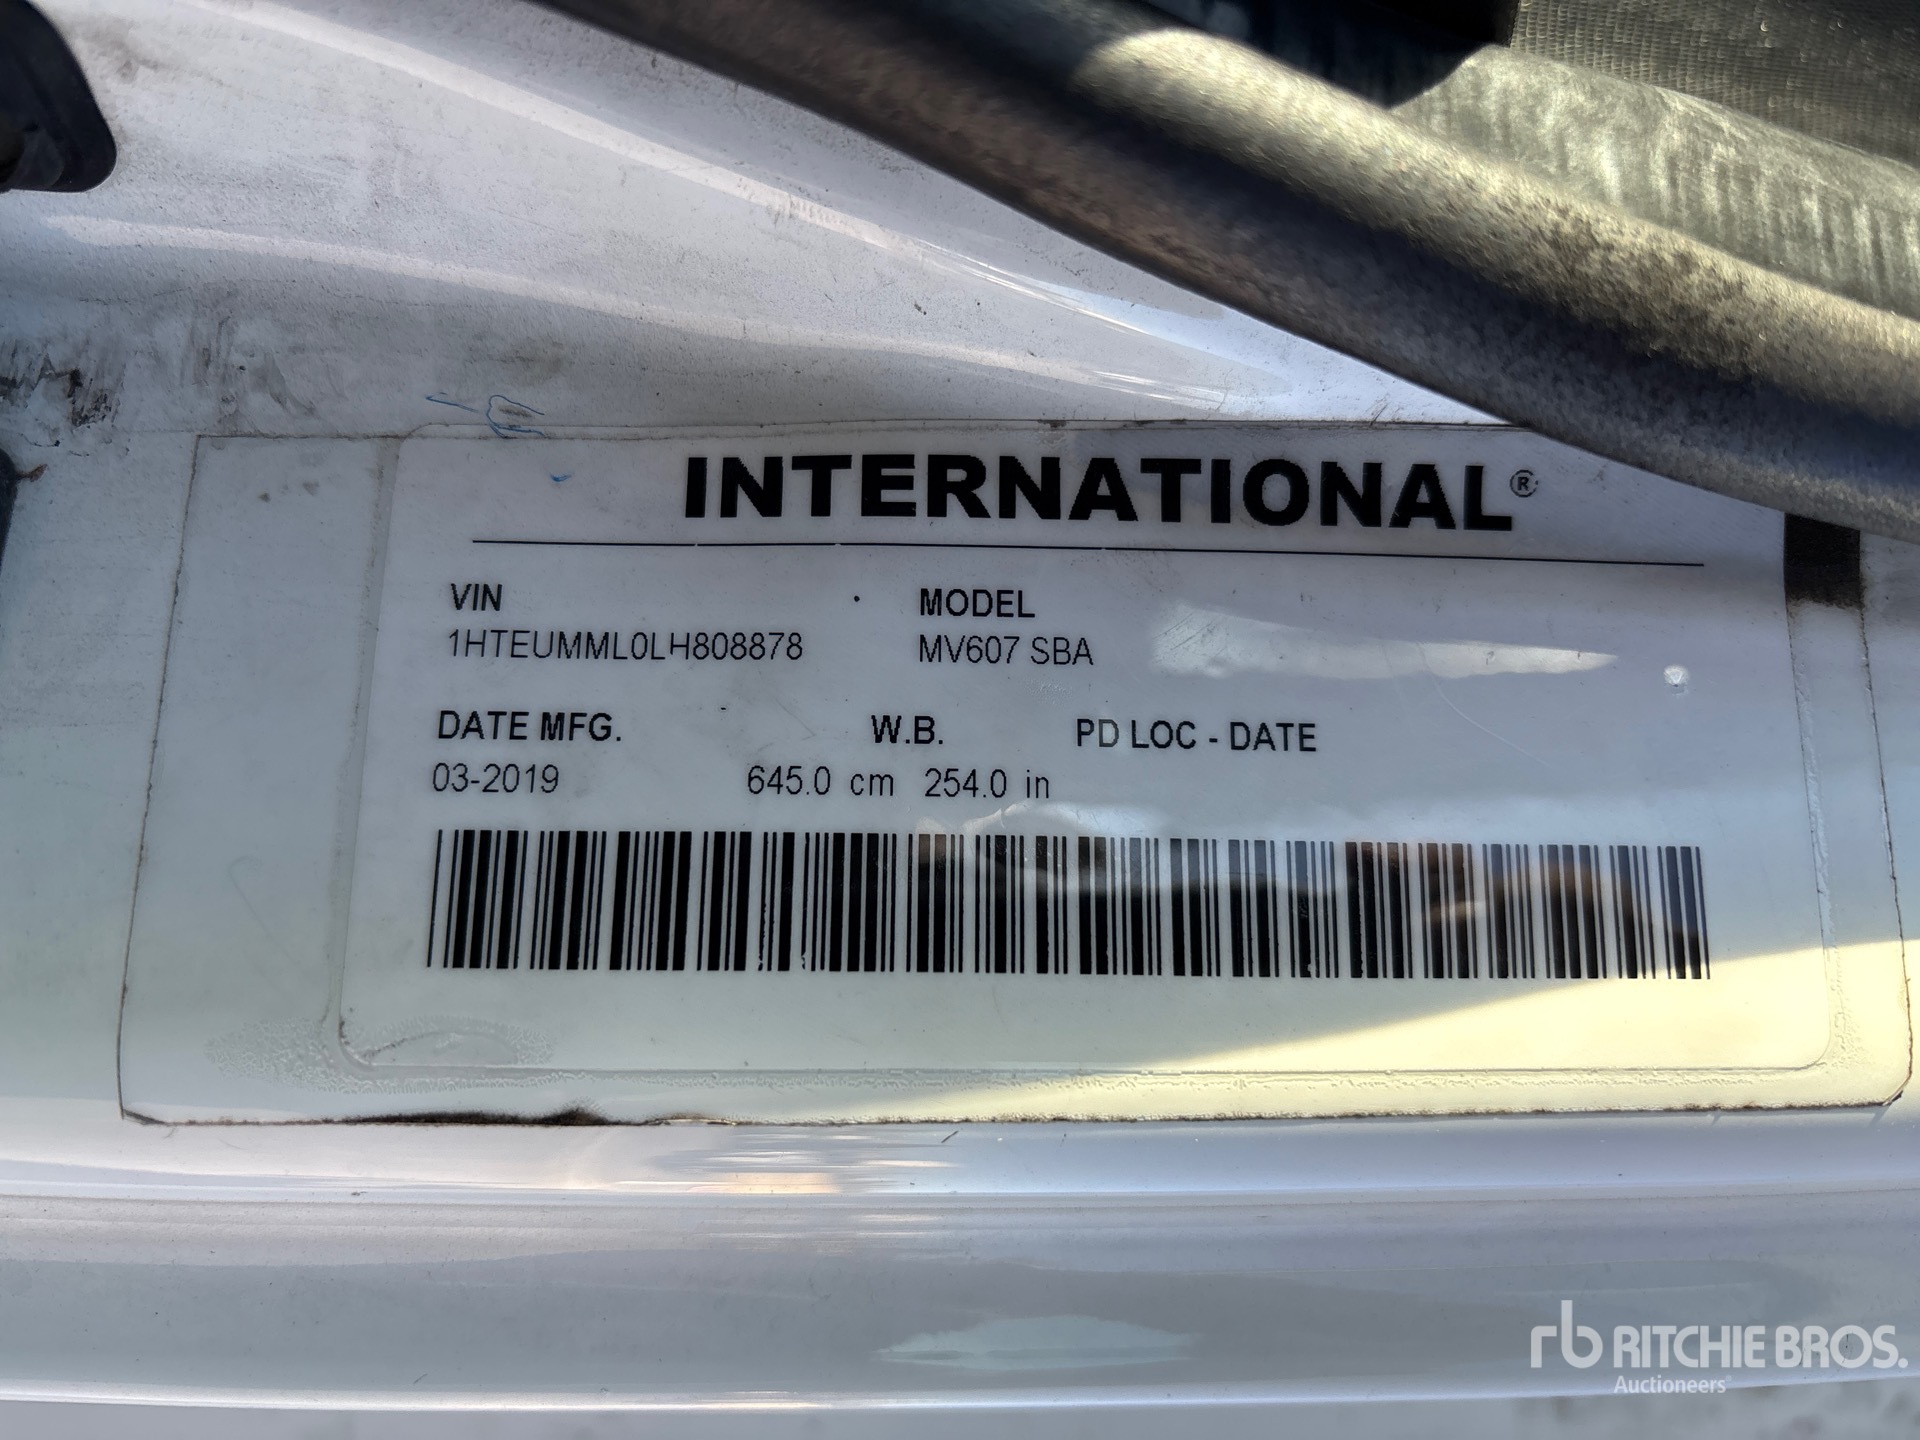 INTERNATIONAL®
VIN MODEL
1HTEUMML0LH808878 MV607 SBA
DATE MFG. W.B. PD LOC - DATE
03-2019 645.0 cm 254.0 in
rb RITCHIE BROS.
Auctioneers